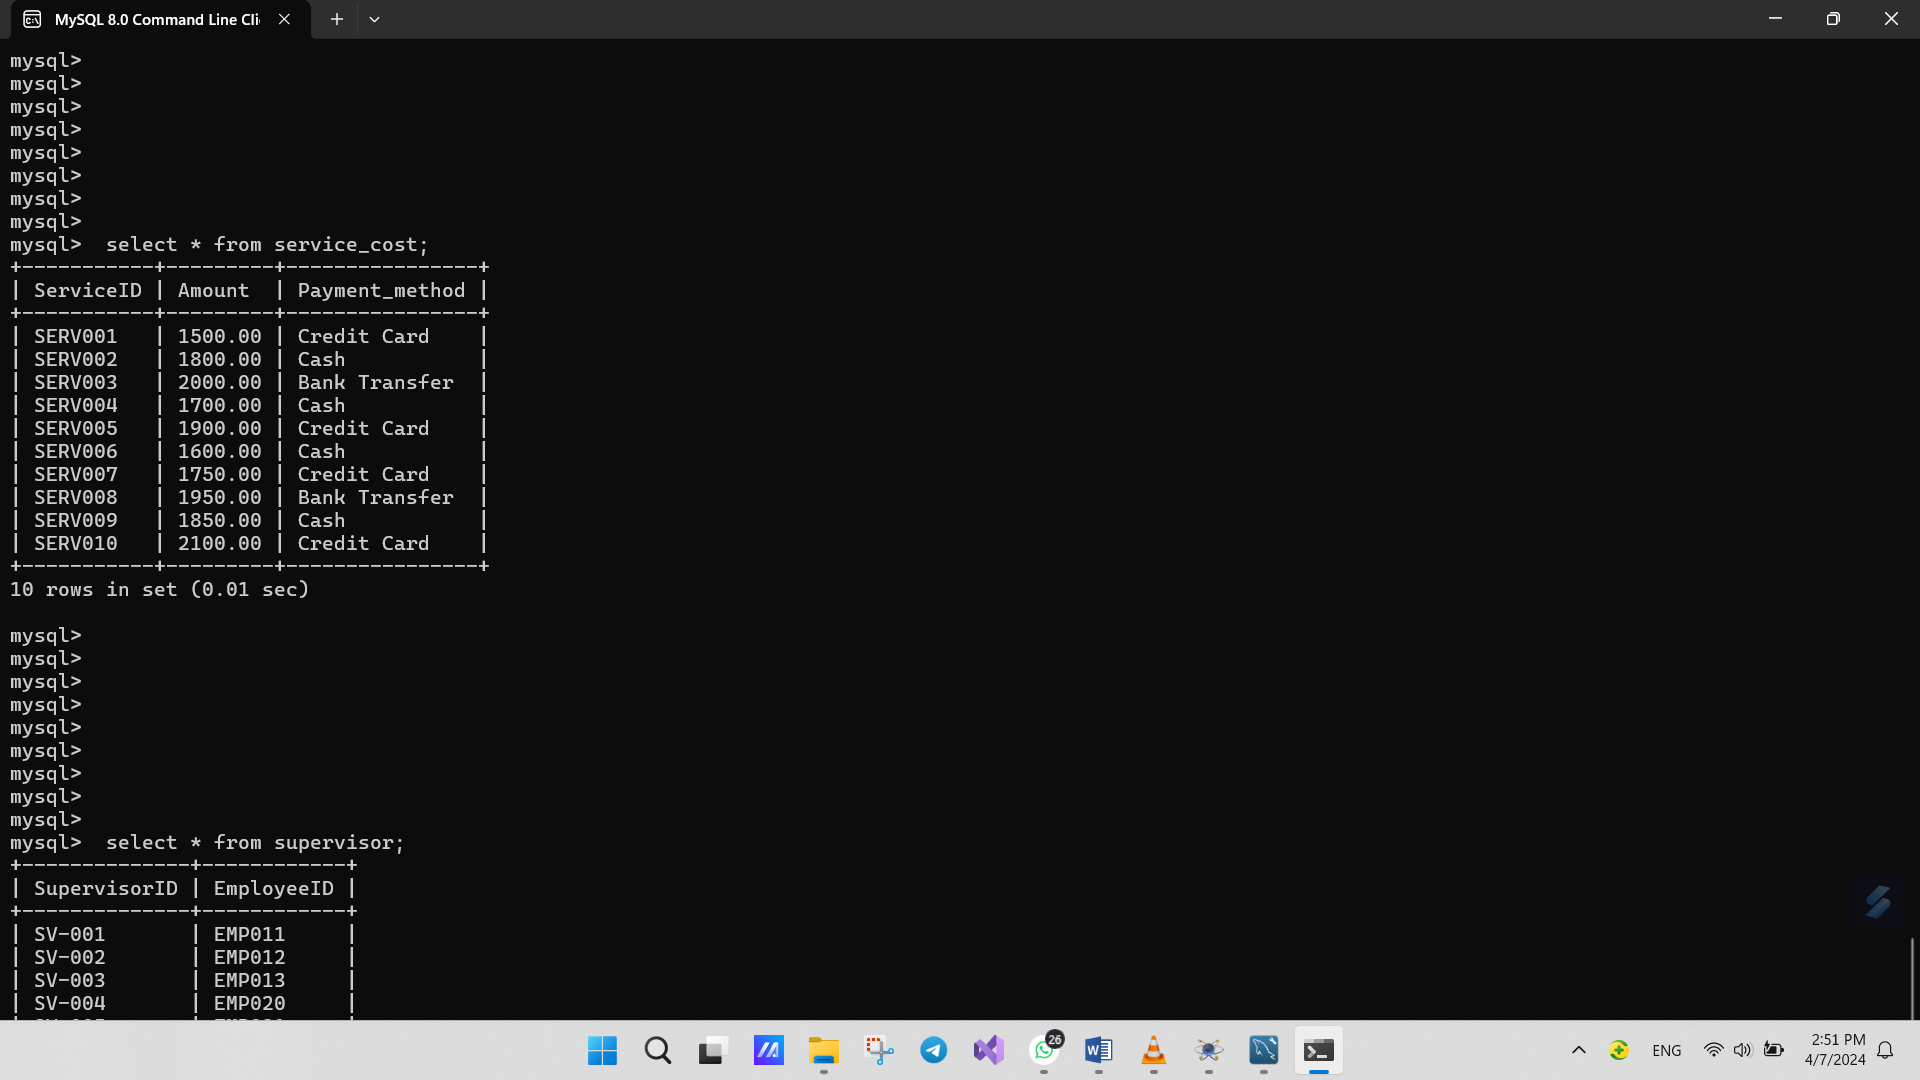 MySQL 8.0 Command Line Cli
mysql>
mysql>
mysql>
mysql>
mysql>
mysql>
mysql>
mysql>
mysql>  select * from service_cost;
+-----------+---------+----------------+
| ServiceID | Amount  | Payment_method |
+-----------+---------+----------------+
| SERV001   | 1500.00 | Credit Card    |
| SERV002   | 1800.00 | Cash           |
| SERV003   | 2000.00 | Bank Transfer  |
| SERV004   | 1700.00 | Cash           |
| SERV005   | 1900.00 | Credit Card    |
| SERV006   | 1600.00 | Cash           |
| SERV007   | 1750.00 | Credit Card    |
| SERV008   | 1950.00 | Bank Transfer  |
| SERV009   | 1850.00 | Cash           |
| SERV010   | 2100.00 | Credit Card    |
+-----------+---------+----------------+
10 rows in set (0.01 sec)
mysql>
mysql>
mysql>
mysql>
mysql>
mysql>
mysql>
mysql>
mysql>
mysql>  select * from supervisor;
+--------------+------------+
| SupervisorID | EmployeeID |
+--------------+------------+
| SV-001       | EMP011     |
| SV-002       | EMP012     |
| SV-003       | EMP013     |
| SV-004       | EMP020     |
26
ENG
2:51 PM
4/7/2024